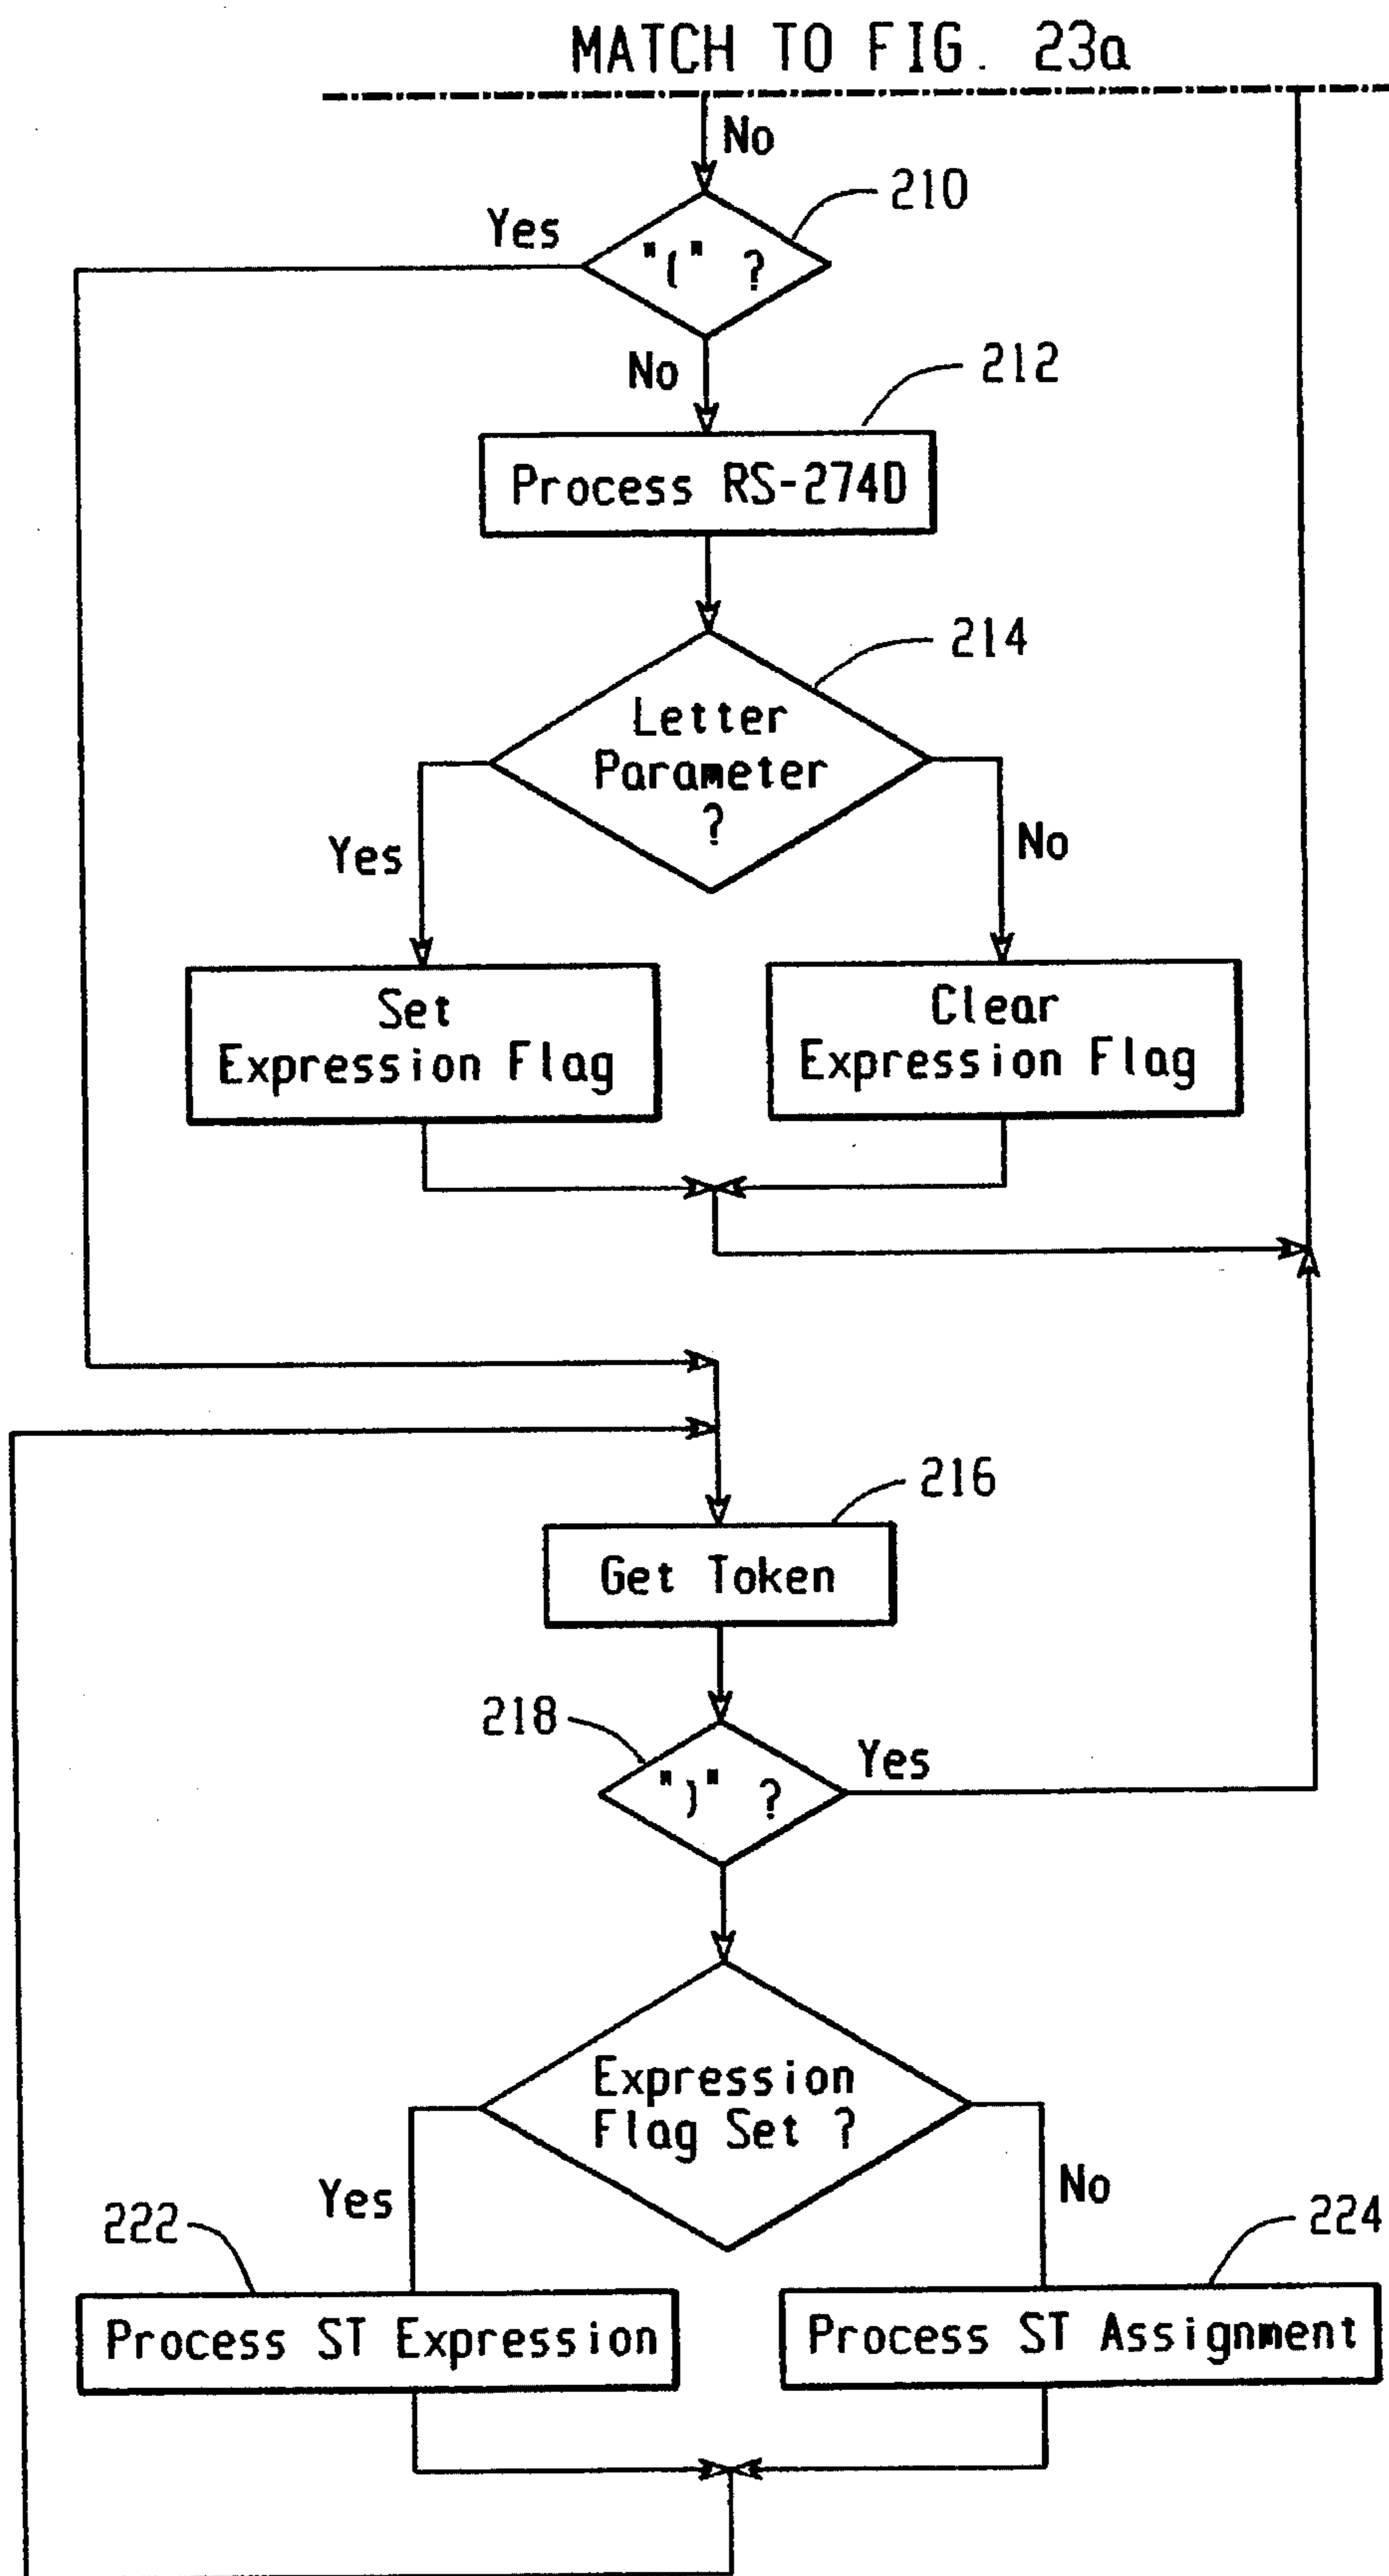 MATCH TO FIG. 23a
No
210
Yes
"(" ?
No
212
Process RS-274D
214
Letter
Parameter
?
Yes
No
Set
Expression Flag
Clear
Expression Flag
216
Get Token
218
")" ?
Yes
Expression
Flag Set ?
Yes
No
222
224
Process ST Expression
Process ST Assignment